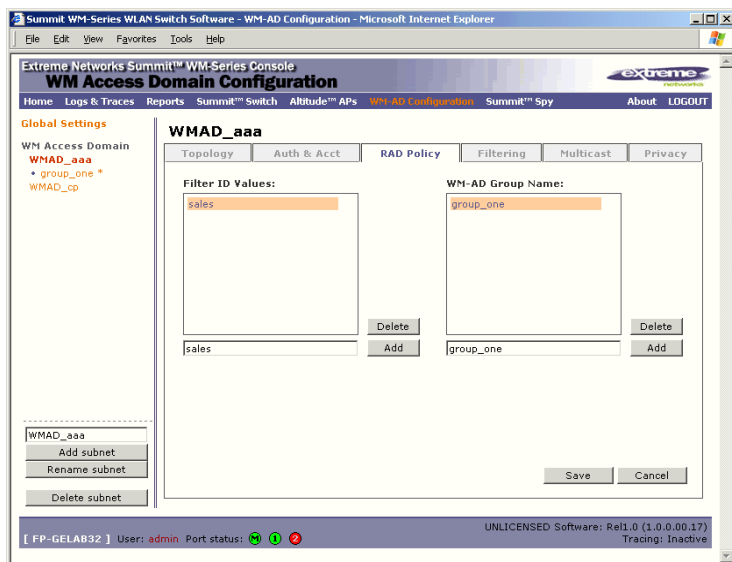 Summit WM-Series WLAN Switch Software - WM-AD Configuration - Microsoft Internet Explorer
File Edit View Favorites Tools Help
Extreme Networks Summit™ WM-Series Console
WM Access Domain Configuration
extreme networks
Home Logs & Traces Reports Summit™ Switch Altitude™ APs WM-AD Configuration Summit™ Spy About LOGOUT
Global Settings
WM Access Domain
WMAD_aaa
• group_one *
WMAD_cp
WMAD_aaa
Topology Auth & Acct RAD Policy Filtering Multicast Privacy
Filter ID Values: WM-AD Group Name:
sales group_one
Delete Delete
sales Add group_one Add
WMAD_aaa
Add subnet
Rename subnet
Delete subnet
Save Cancel
[ FP-GELAB32 ] User: admin Port status: M 1 2
UNLICENSED Software: Rel1.0 (1.0.0.00.17)
Tracing: Inactive